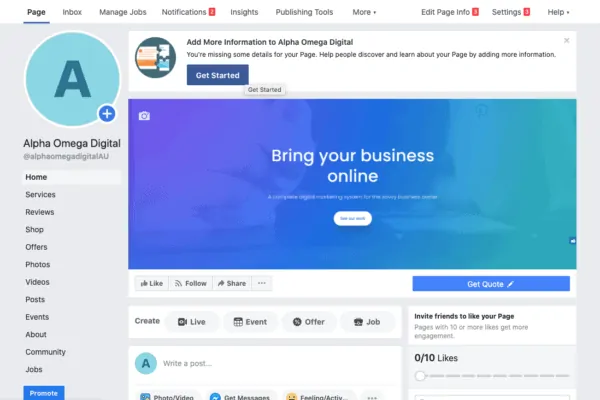 Page Inbox Manage Jobs Notifications 2 Insights Publishing Tools More Edit Page Info 8 Settings 3 Help
Add More Information to Alpha Omega Digital
You're missing some details for your Page. Help people discover and learn about your Page by adding more information.
Get Started
Get Started
A
Alpha Omega Digital
@alphaomegadigitalAU
Home
Services
Reviews
Shop
Offers
Photos
Videos
Posts
Events
About
Community
Jobs
Promote
Bring your business
online
A complete digital marketing system for the savvy business owner
See our work
Like Follow Share
Get Quote
Create Live Event Offer Job
A Write a post...
Photo/Video Get Messages Feeling/Activ...
Invite friends to like your Page
Pages with 10 or more likes get more
engagement.
0/10 Likes